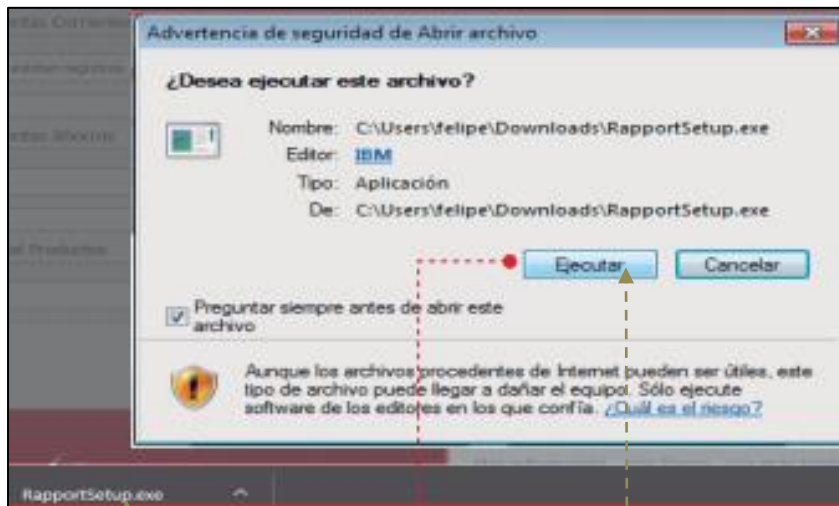 Advertencia de seguridad de Abrir archivo
¿Desea ejecutar este archivo?
Nombre: C:\Users\felipe\Downloads\RapportSetup.exe
Editor: IBM
Tipo: Aplicación
De: C:\Users\felipe\Downloads\RapportSetup.exe
Ejecutar Cancelar
Preguntar siempre antes de abrir este
archivo
Aunque los archivos procedentes de Internet pueden ser útiles, este
tipo de archivo puede llegar a dañar el equipo. Sólo ejecute
software de los editores en los que confía. ¿Cuál es el riesgo?
RapportSetup.exe